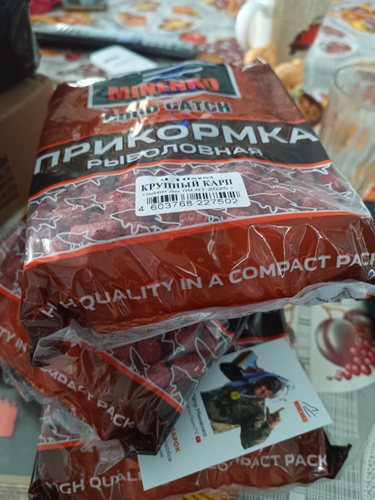 MINENKO
GOOD CATCH
ПРИКОРМКА
РЫБОЛОВНАЯ
КРУПНЫЙ КАРП
4 603768 227502
HIGH QUALITY IN A COMPACT PACK
COMPACT PACK
HIGH QUALITY IN A COMPACT PACK
MINENKO